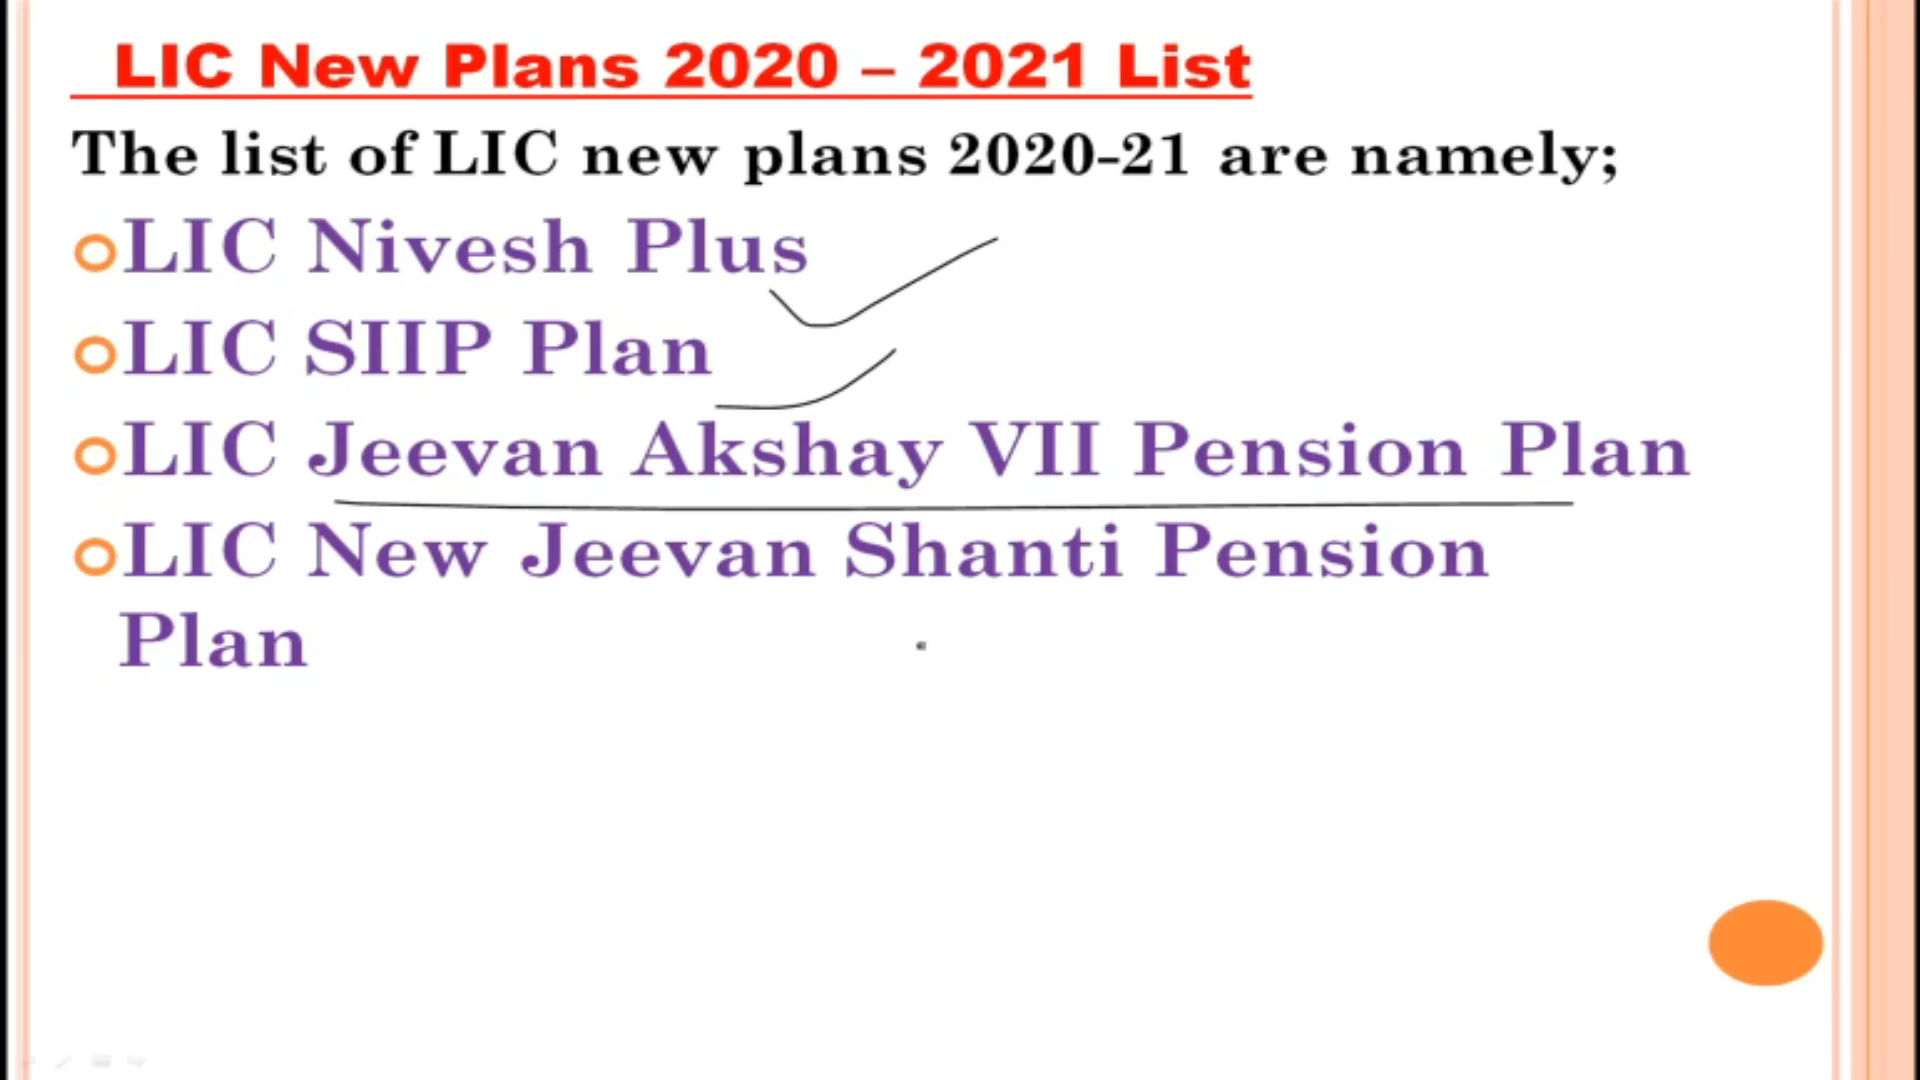 LIC New Plans 2020 – 2021 List
The list of LIC new plans 2020-21 are namely;
LIC Nivesh Plus
LIC SIIP Plan
LIC Jeevan Akshay VII Pension Plan
LIC New Jeevan Shanti Pension
Plan